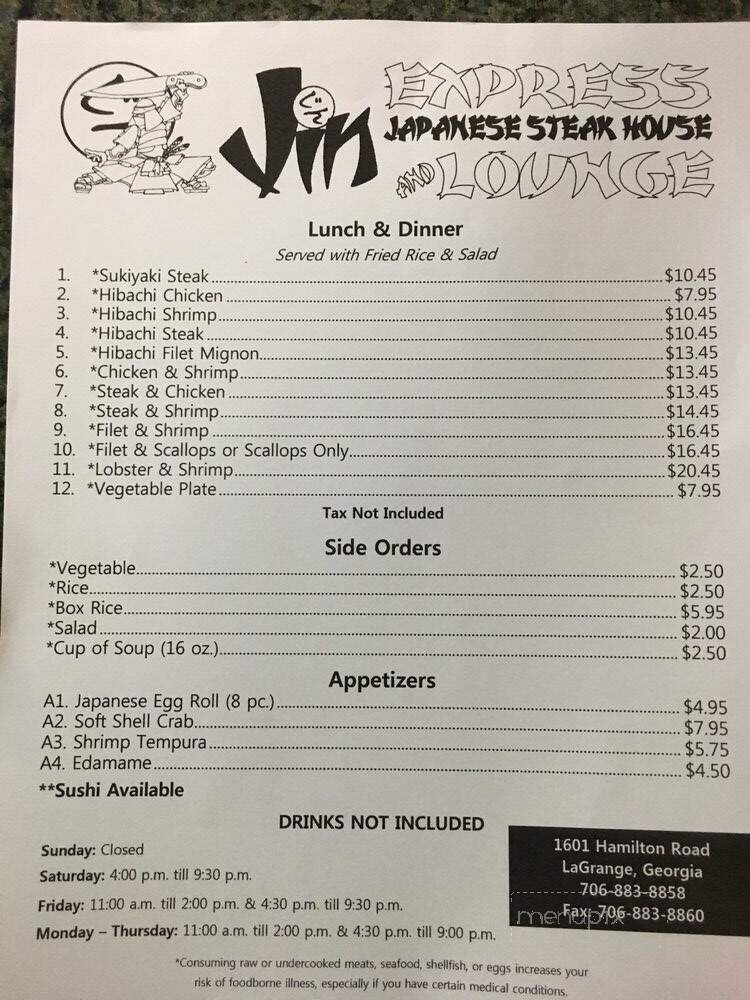 Jin
じん
EXPRESS
JAPANESE STEAK HOUSE
AND LOUNGE
Lunch & Dinner
Served with Fried Rice & Salad
1. *Sukiyaki Steak $10.45
2. *Hibachi Chicken $7.95
3. *Hibachi Shrimp $10.45
4. *Hibachi Steak $10.45
5. *Hibachi Filet Mignon $13.45
6. *Chicken & Shrimp $13.45
7. *Steak & Chicken $13.45
8. *Steak & Shrimp $14.45
9. *Filet & Shrimp $16.45
10. *Filet & Scallops or Scallops Only $16.45
11. *Lobster & Shrimp $20.45
12. *Vegetable Plate $7.95
Tax Not Included
Side Orders
*Vegetable $2.50
*Rice $2.50
*Box Rice $5.95
*Salad $2.00
*Cup of Soup (16 oz.) $2.50
Appetizers
A1. Japanese Egg Roll (8 pc.) $4.95
A2. Soft Shell Crab $7.95
A3. Shrimp Tempura $5.75
A4. Edamame $4.50
**Sushi Available
DRINKS NOT INCLUDED
Sunday: Closed
Saturday: 4:00 p.m. till 9:30 p.m.
Friday: 11:00 a.m. till 2:00 p.m. & 4:30 p.m. till 9:30 p.m.
Monday – Thursday: 11:00 a.m. till 2:00 p.m. & 4:30 p.m. till 9:00 p.m.
1601 Hamilton Road
LaGrange, Georgia
706-883-8858
Fax: 706-883-8860
menupix
*Consuming raw or undercooked meats, seafood, shellfish, or eggs increases your
risk of foodborne illness, especially if you have certain medical conditions.